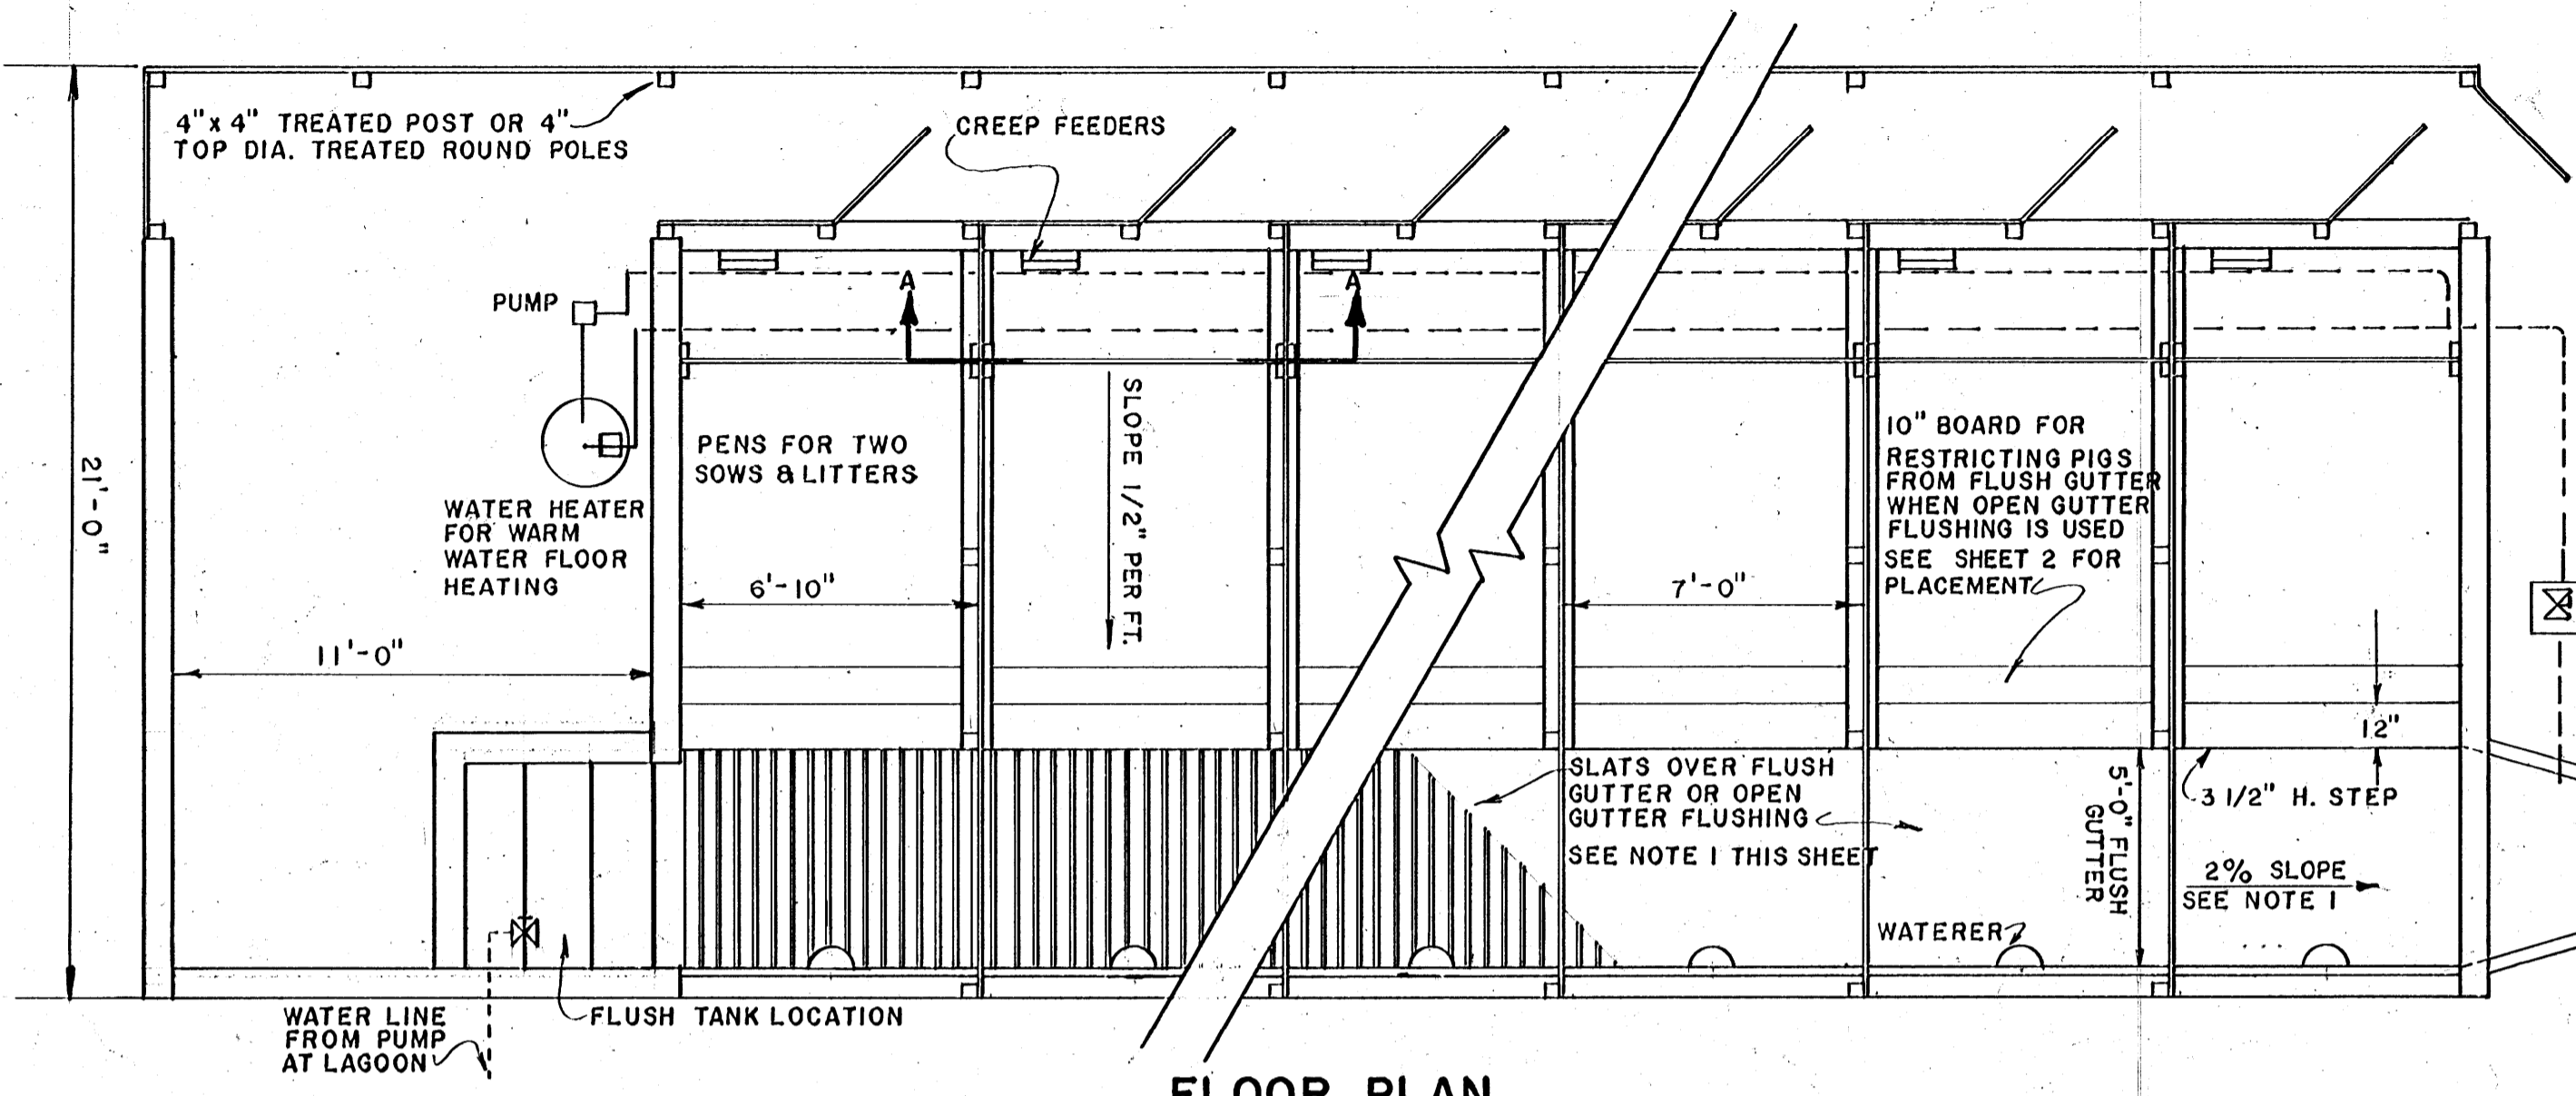 4"x 4" TREATED POST OR 4"
TOP DIA. TREATED ROUND POLES
CREEP FEEDERS
21'-0"
PUMP
A
A
WATER HEATER
FOR WARM
WATER FLOOR
HEATING
PENS FOR TWO
SOWS & LITTERS
SLOPE 1/2" PER FT.
10" BOARD FOR
RESTRICTING PIGS
FROM FLUSH GUTTER
WHEN OPEN GUTTER
FLUSHING IS USED
SEE SHEET 2 FOR
PLACEMENT
6'-10"
7'-0"
11'-0"
12"
SLATS OVER FLUSH
GUTTER OR OPEN
GUTTER FLUSHING
SEE NOTE 1 THIS SHEET
5'-0" FLUSH
GUTTER
3 1/2" H. STEP
2% SLOPE
SEE NOTE 1
WATERER
WATER LINE
FROM PUMP
AT LAGOON
FLUSH TANK LOCATION
FLOOR PLAN